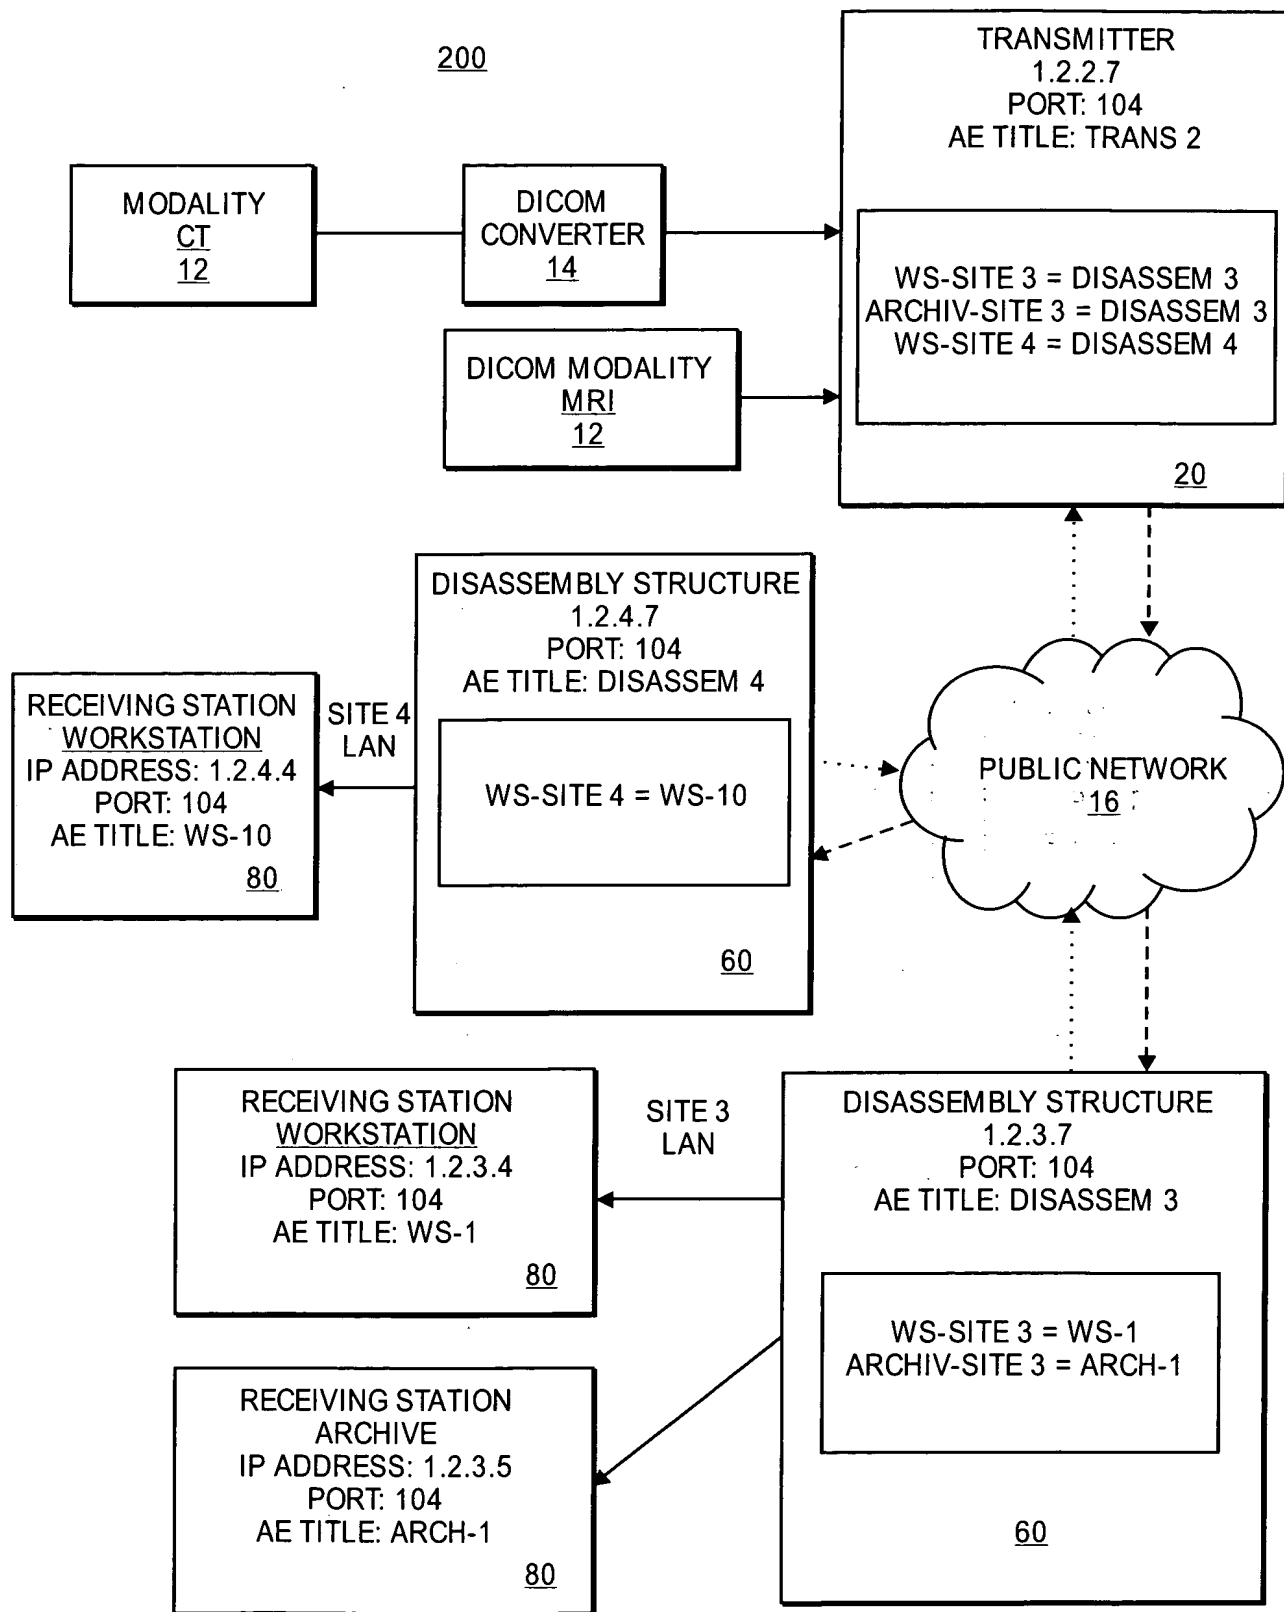 200
TRANSMITTER
1.2.2.7
PORT: 104
AE TITLE: TRANS 2
WS-SITE 3 = DISASSEM 3
ARCHIV-SITE 3 = DISASSEM 3
WS-SITE 4 = DISASSEM 4
20
MODALITY
CT
12
DICOM
CONVERTER
14
DICOM MODALITY
MRI
12
DISASSEMBLY STRUCTURE
1.2.4.7
PORT: 104
AE TITLE: DISASSEM 4
WS-SITE 4 = WS-10
60
RECEIVING STATION
WORKSTATION
IP ADDRESS: 1.2.4.4
PORT: 104
AE TITLE: WS-10
80
SITE 4
LAN
PUBLIC NETWORK
16
RECEIVING STATION
WORKSTATION
IP ADDRESS: 1.2.3.4
PORT: 104
AE TITLE: WS-1
80
SITE 3
LAN
DISASSEMBLY STRUCTURE
1.2.3.7
PORT: 104
AE TITLE: DISASSEM 3
WS-SITE 3 = WS-1
ARCHIV-SITE 3 = ARCH-1
60
RECEIVING STATION
ARCHIVE
IP ADDRESS: 1.2.3.5
PORT: 104
AE TITLE: ARCH-1
80